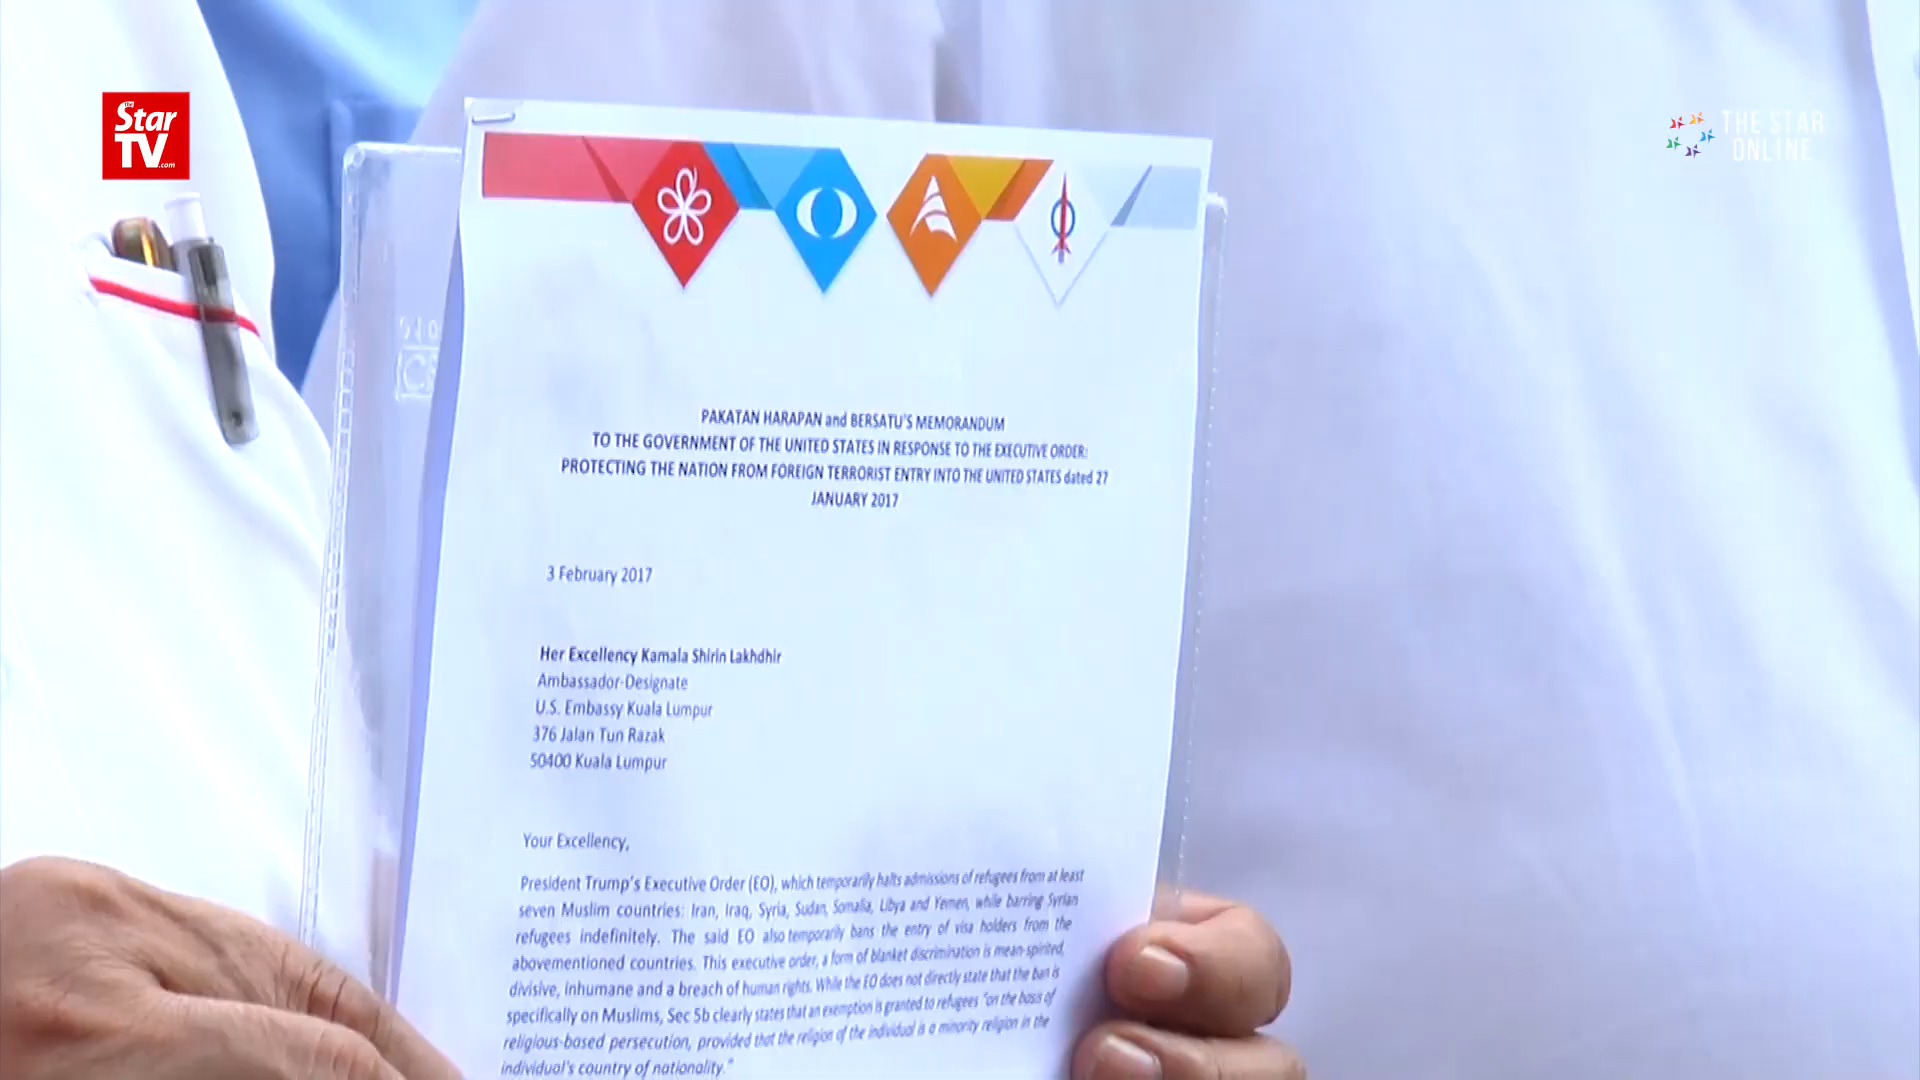 The
Star
TV
.com
THE STAR
ONLINE
PAKATAN HARAPAN and BERSATU'S MEMORANDUM
TO THE GOVERNMENT OF THE UNITED STATES IN RESPONSE TO THE EXECUTIVE ORDER:
PROTECTING THE NATION FROM FOREIGN TERRORIST ENTRY INTO THE UNITED STATES dated 27
JANUARY 2017
3 February 2017
Her Excellency Kamala Shirin Lakhdhir
Ambassador-Designate
U.S. Embassy Kuala Lumpur
376 Jalan Tun Razak
50400 Kuala Lumpur
Your Excellency,
President Trump's Executive Order (EO), which temporarily halts admissions of refugees from at least
seven Muslim countries: Iran, Iraq, Syria, Sudan, Somalia, Libya and Yemen, while barring Syrian
refugees indefinitely. The said EO also temporarily bans the entry of visa holders from the
abovementioned countries. This executive order, a form of blanket discrimination is mean-spirited,
divisive, inhumane and a breach of human rights. While the EO does not directly state that the ban is
specifically on Muslims, Sec 5b clearly states that an exemption is granted to refugees "on the basis of
religious-based persecution, provided that the religion of the individual is a minority religion in the
individual's country of nationality."